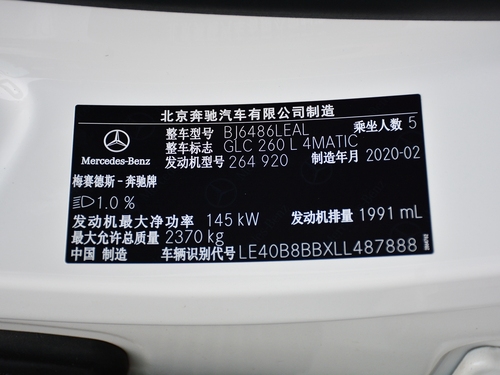 北京奔驰汽车有限公司制造
整车型号 BJ6486LEAL 乘坐人数 5
整车标志 GLC 260 L 4MATIC
发动机型号 264 920 制造年月 2020-02
Mercedes-Benz
梅赛德斯-奔驰牌
1.0 %
发动机最大净功率 145 kW 发动机排量 1991 mL
最大允许总质量 2370 kg
中国 制造 车辆识别代号 LE40B8BBXLL487888